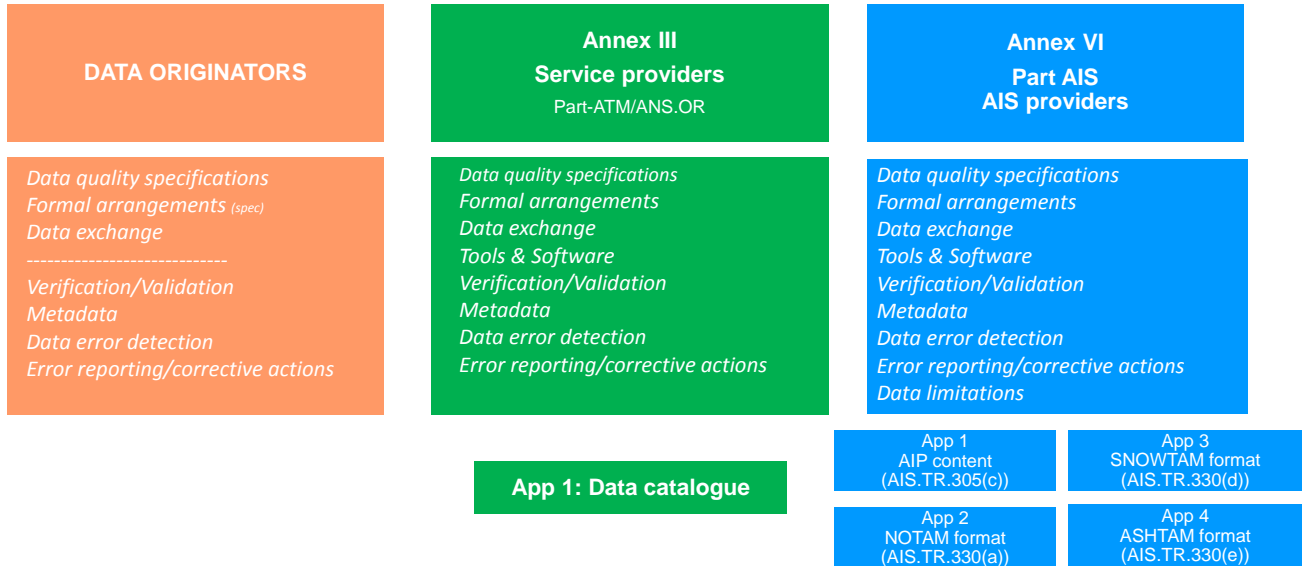 DATA ORIGINATORS
Data quality specifications
Formal arrangements (spec)
Data exchange
------------------------------
Verification/Validation
Metadata
Data error detection
Error reporting/corrective actions
Annex III
Service providers
Part-ATM/ANS.OR
Data quality specifications
Formal arrangements
Data exchange
Tools & Software
Verification/Validation
Metadata
Data error detection
Error reporting/corrective actions
App 1: Data catalogue
Annex VI
Part AIS
AIS providers
Data quality specifications
Formal arrangements
Data exchange
Tools & Software
Verification/Validation
Metadata
Data error detection
Error reporting/corrective actions
Data limitations
App 1
AIP content
(AIS.TR.305(c))
App 3
SNOWTAM format
(AIS.TR.330(d))
App 2
NOTAM format
(AIS.TR.330(a))
App 4
ASHTAM format
(AIS.TR.330(e))